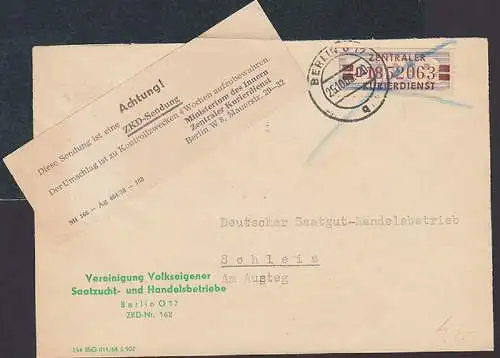 Achtung!
Diese Sendung ist eine ZKD-Sendung
Der Umschlag ist zu Kontrollzwecken 4 Wochen aufzubewahren.
Ministerium des Innern
Zentraler Kurierdienst
Berlin W 8, Mauerstr. 29—32
BERLIN
b
ZENTRALER
1852063
KURIERDIENST
Deutscher Saatgut-Handelsbetrieb
Schleiz
Am Augteg
Vereinigung Volkseigener
Saatzucht- und Handelsbetriebe
Berlin O 17
ZKD-Nr. 162